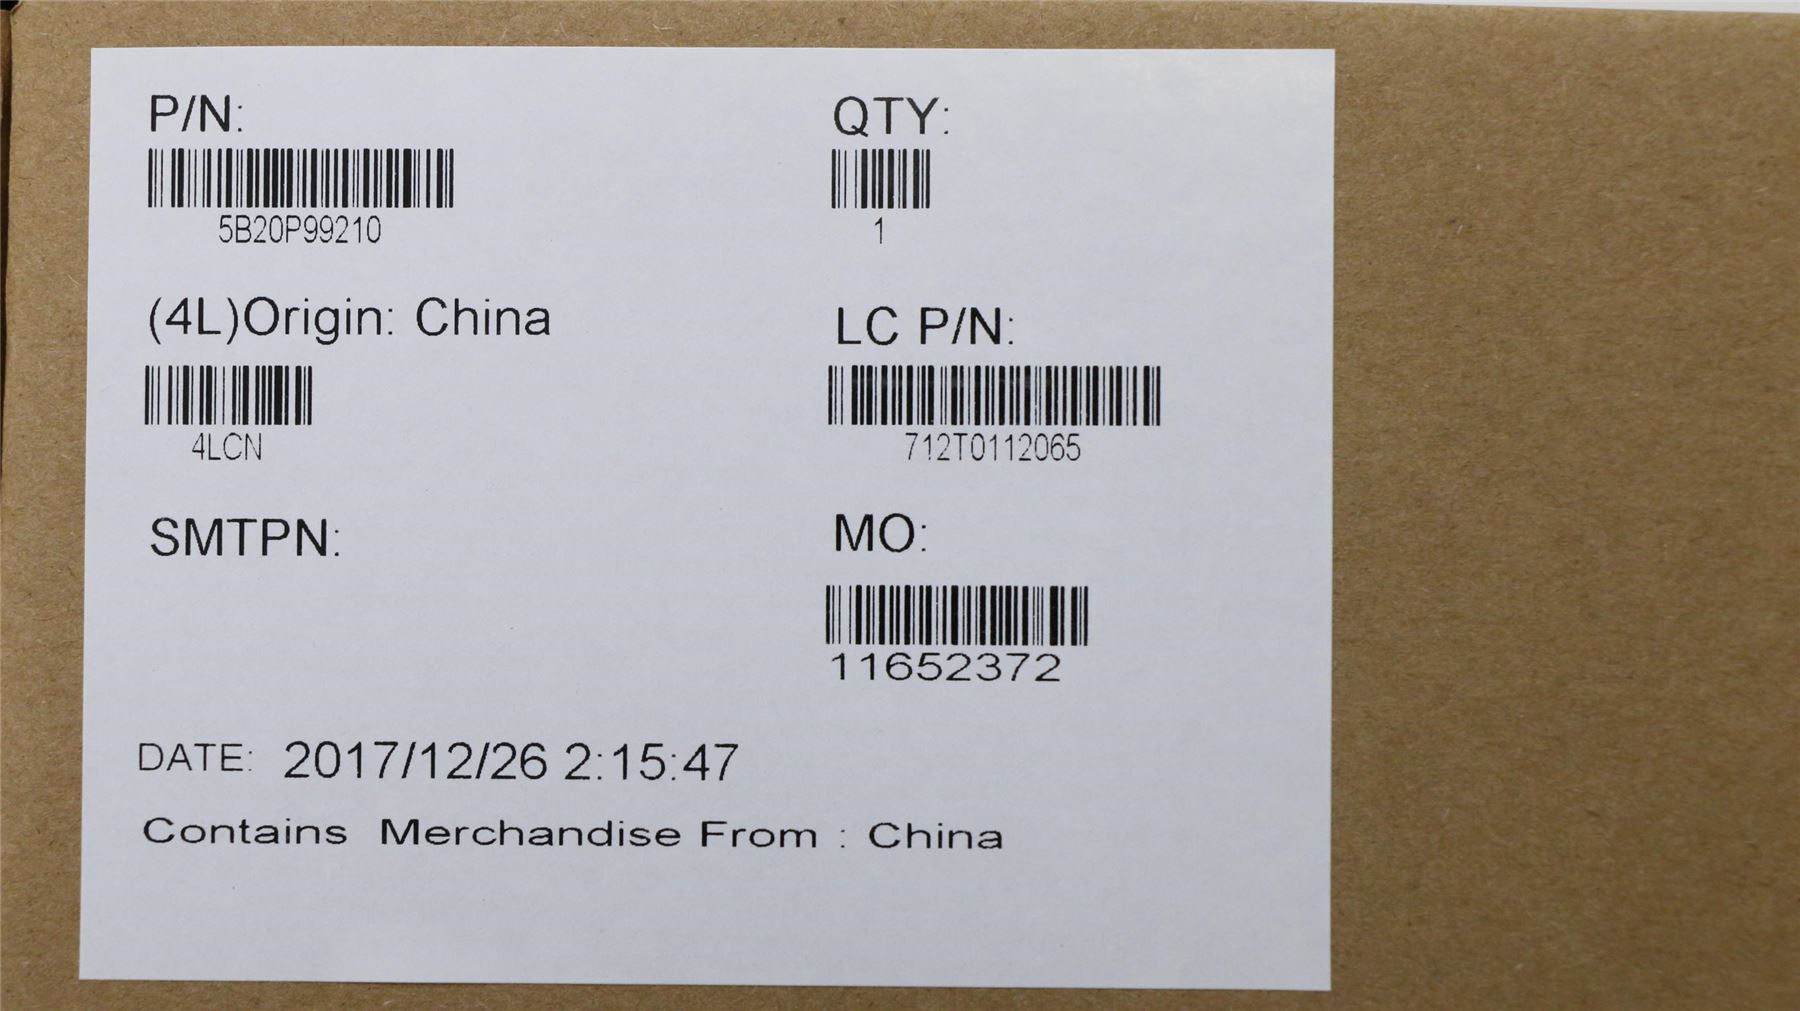 P/N:
5B20P99210
QTY:
1
(4L)Origin: China
4LCN
LC P/N:
712T0112065
SMTPN:
MO:
11652372
DATE: 2017/12/26 2:15:47
Contains Merchandise From : China